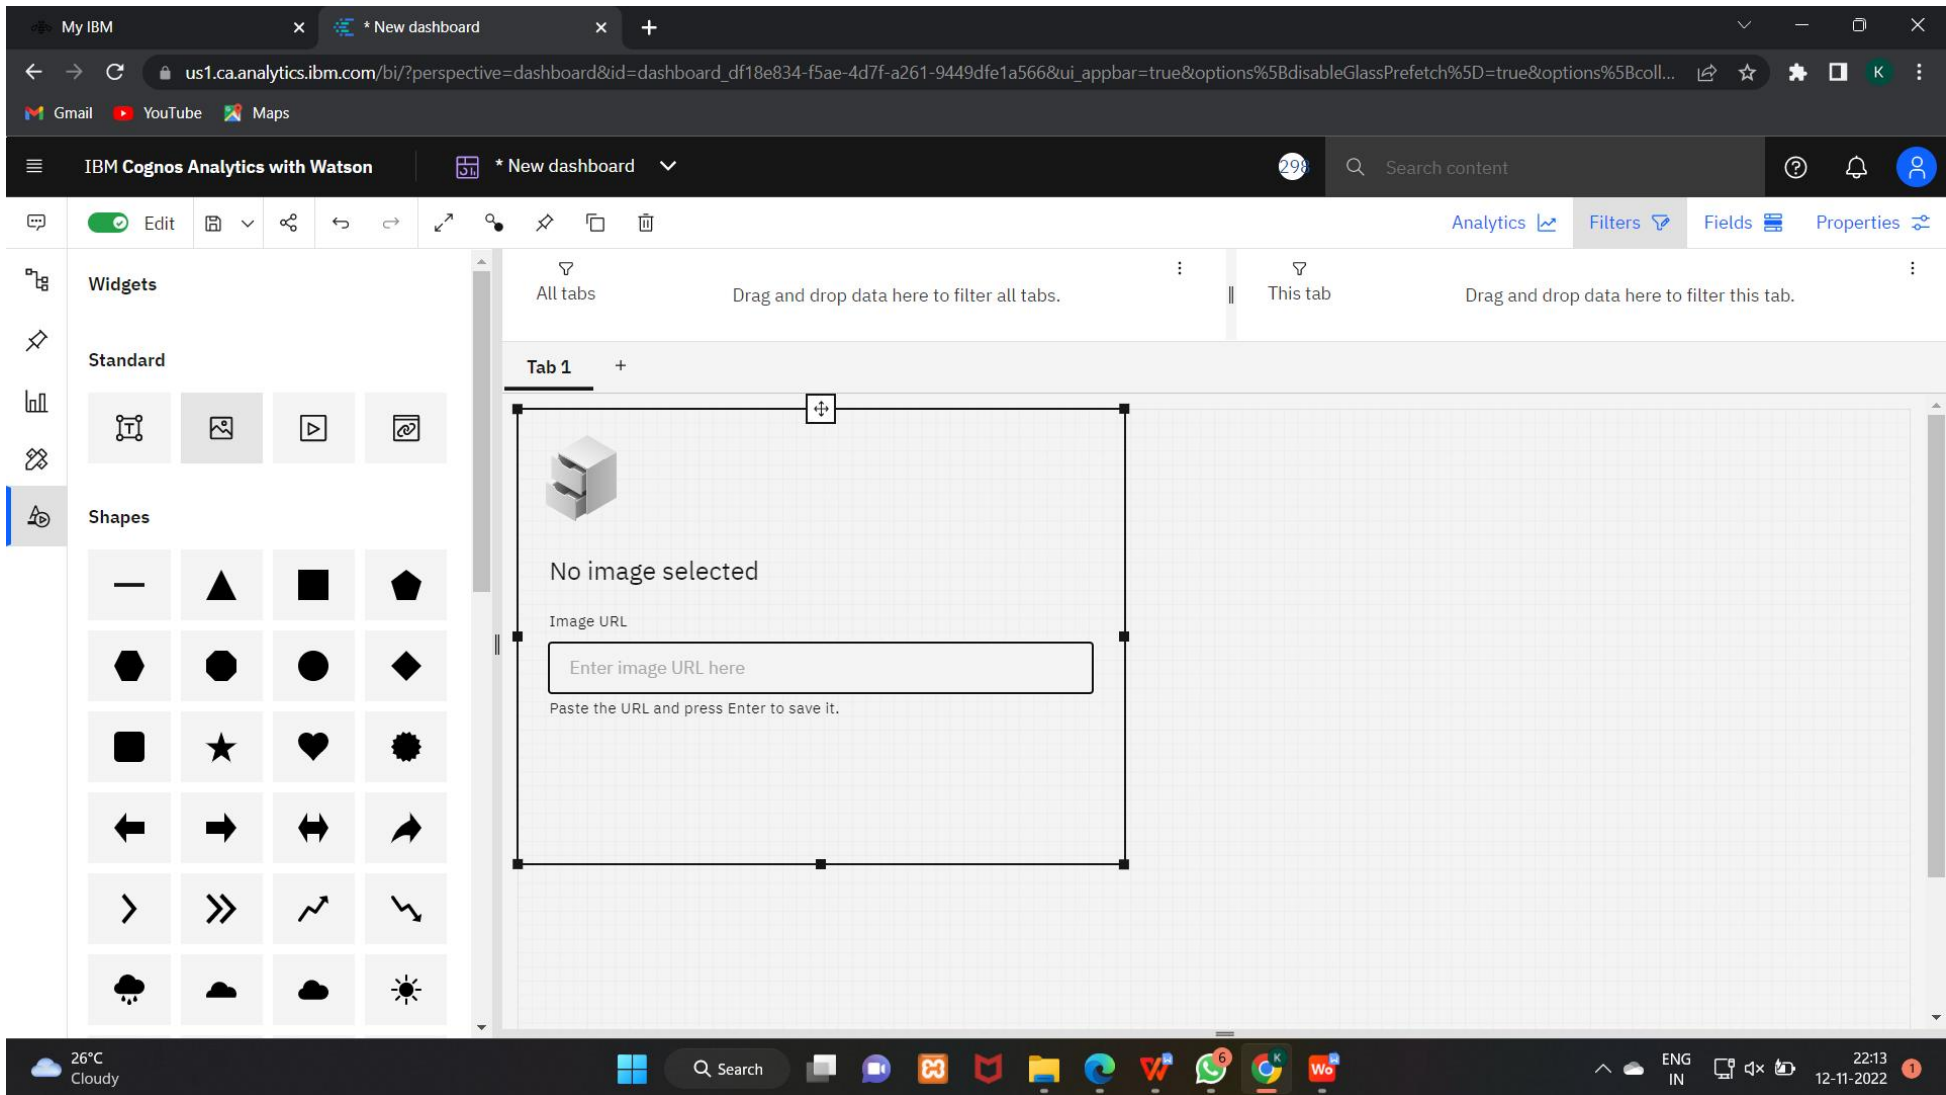 My IBM
* New dashboard
us1.ca.analytics.ibm.com/bi/?perspective=dashboard&id=dashboard_df18e834-f5ae-4d7f-a261-9449dfe1a566&ui_appbar=true&options%5BdisableGlassPrefetch%5D=true&options%5Bcoll...
K
Gmail
YouTube
Maps
IBM Cognos Analytics with Watson
* New dashboard
298
Search content
Edit
Analytics
Filters
Fields
Properties
Widgets
All tabs
Drag and drop data here to filter all tabs.
This tab
Drag and drop data here to filter this tab.
Standard
Tab 1
Shapes
No image selected
Image URL
Enter image URL here
Paste the URL and press Enter to save it.
26°C
Cloudy
Search
6
K
Wo
ENG
IN
22:13
12-11-2022
1